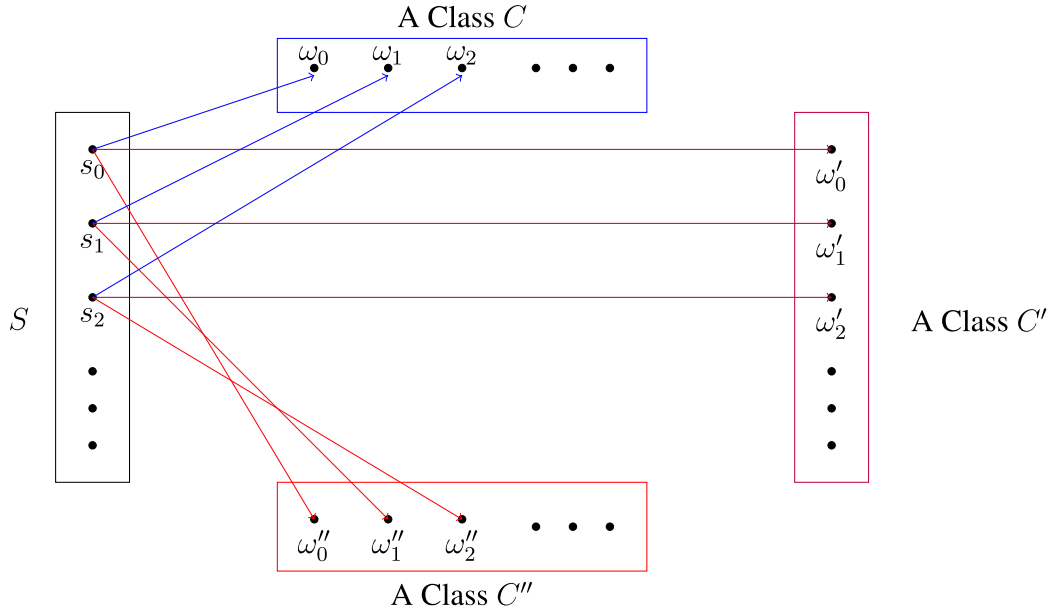 A Class C
ω₀ ω₁ ω₂
s₀
ω′₀
s₁
ω′₁
s₂
ω′₂
S
A Class C′
ω″₀ ω″₁ ω″₂
A Class C″